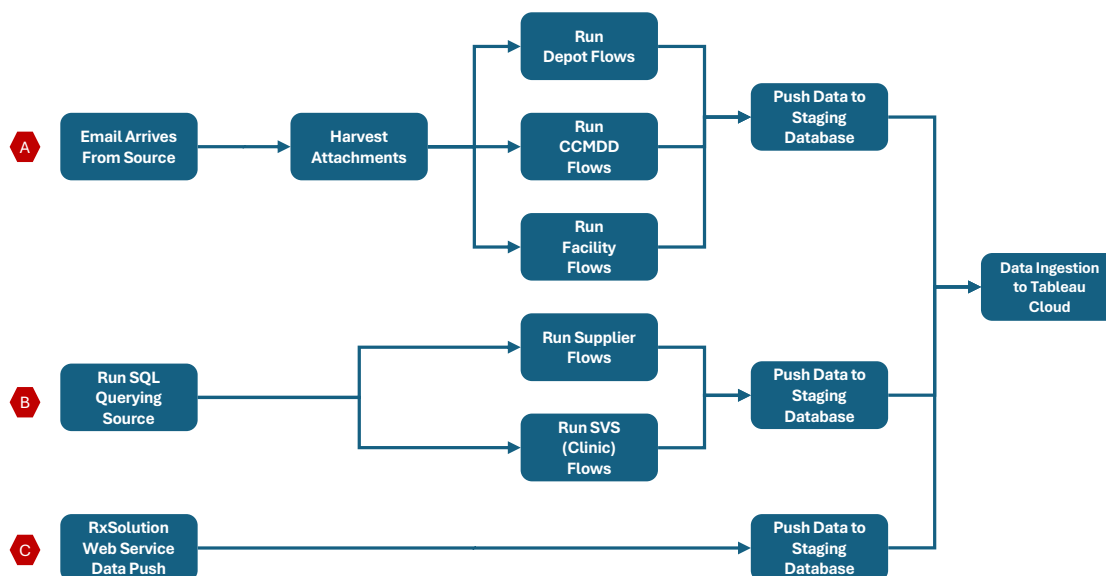 Run
Depot Flows
Push Data to
Staging
Database
A
Email Arrives
From Source
Harvest
Attachments
Run
CCMDD
Flows
Run
Facility
Flows
Data Ingestion
to Tableau
Cloud
Run Supplier
Flows
B
Run SQL
Querying
Source
Push Data to
Staging
Database
Run SVS
(Clinic)
Flows
C
RxSolution
Web Service
Data Push
Push Data to
Staging
Database